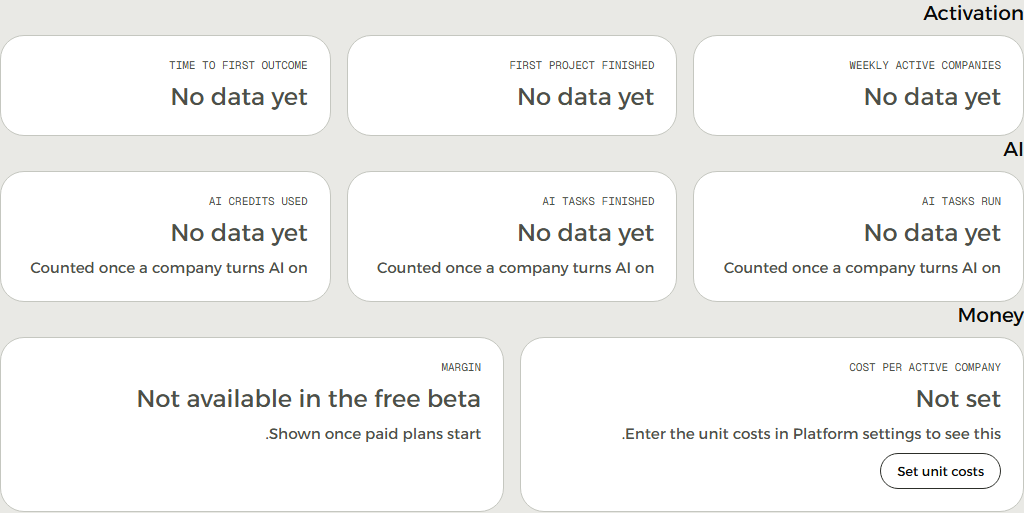 Activation
WEEKLY ACTIVE COMPANIES
No data yet
FIRST PROJECT FINISHED
No data yet
TIME TO FIRST OUTCOME
No data yet
AI
AI TASKS RUN
No data yet
Counted once a company turns AI on
AI TASKS FINISHED
No data yet
Counted once a company turns AI on
AI CREDITS USED
No data yet
Counted once a company turns AI on
Money
COST PER ACTIVE COMPANY
Not set
.Enter the unit costs in Platform settings to see this
Set unit costs
MARGIN
Not available in the free beta
.Shown once paid plans start